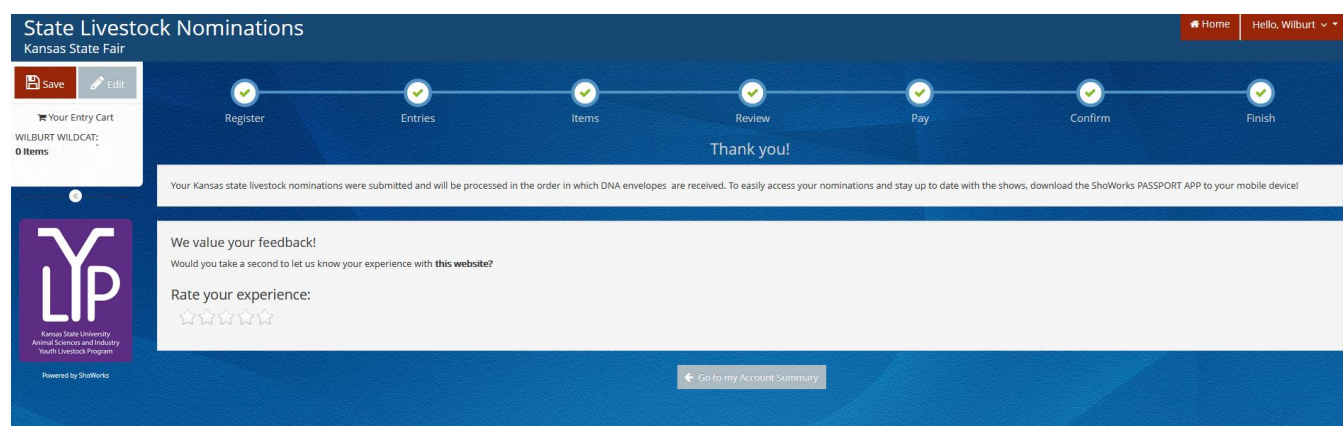 State Livestock Nominations
Kansas State Fair
Home
Hello, Wilburt
Save
Edit
Your Entry Cart
WILBURT WILDCAT:
0 Items
Register
Entries
Items
Review
Pay
Confirm
Finish
Thank you!
Your Kansas state livestock nominations were submitted and will be processed in the order in which DNA envelopes are received. To easily access your nominations and stay up to date with the shows, download the ShoWorks PASSPORT APP to your mobile device!
We value your feedback!
Would you take a second to let us know your experience with this website?
Rate your experience:
YLP
Kansas State University
Animal Sciences and Industry
Youth Livestock Program
Powered by ShoWorks
Go to my Account Summary